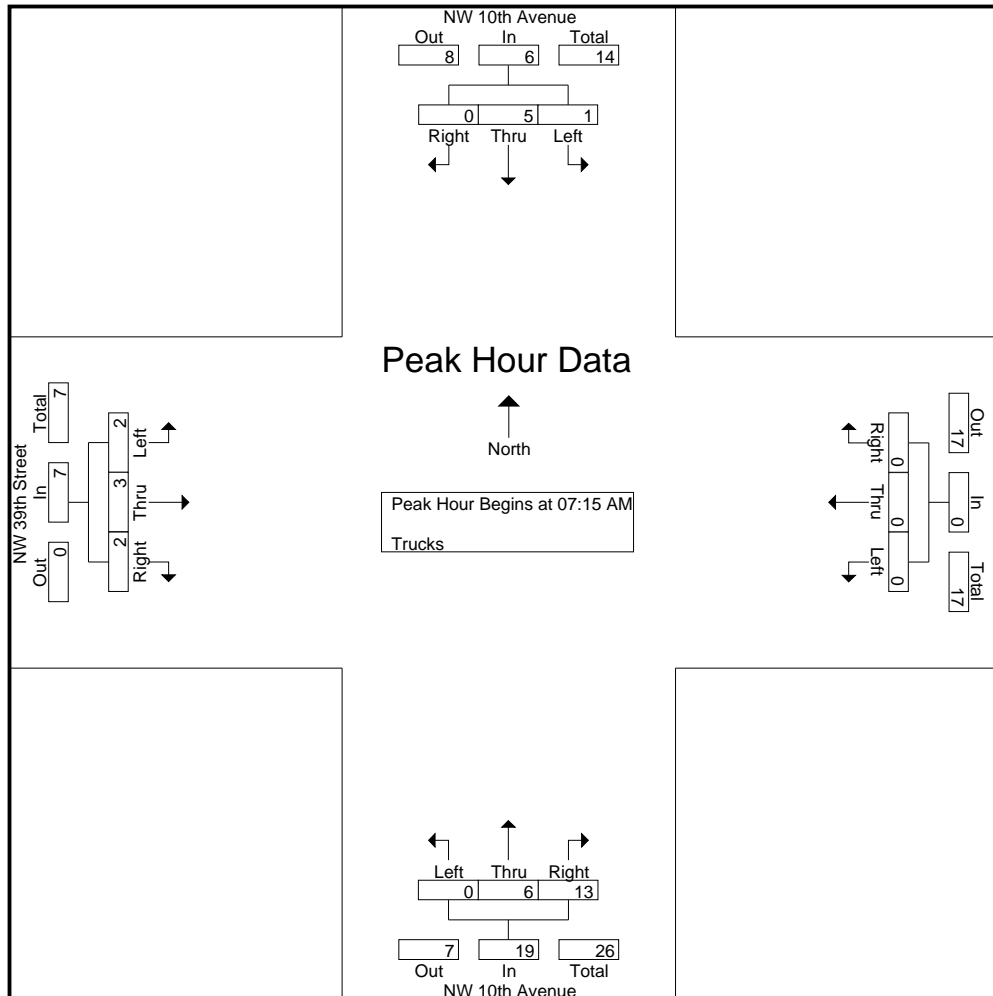 NW 10th Avenue
Out In Total
8 6 14
0 5 1
Right Thru Left
Peak Hour Data
North
Peak Hour Begins at 07:15 AM
Trucks
NW 39th Street
Out In Total
0 7 7
2 3 2
Left Thru Right
Right Thru Left
0 0 0
Out In Total
17 0 17
Left Thru Right
0 6 13
7 19 26
Out In Total
NW 10th Avenue